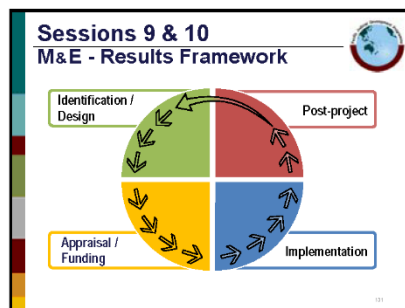 Sessions 9 & 10
M&E - Results Framework
Identification /
Design
Post-project
Appraisal /
Funding
Implementation